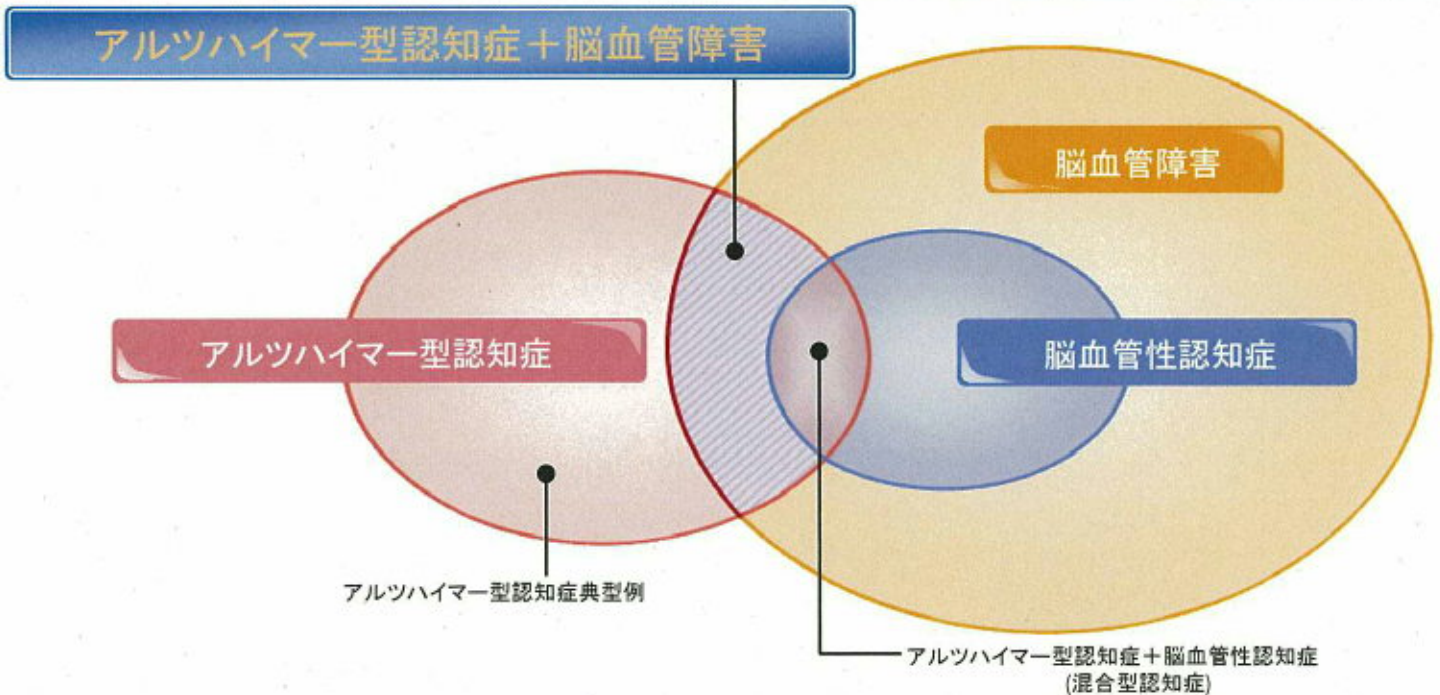 アルツハイマー型認知症＋脳血管障害
脳血管障害
アルツハイマー型認知症
脳血管性認知症
アルツハイマー型認知症典型例
アルツハイマー型認知症＋脳血管性認知症
(混合型認知症)